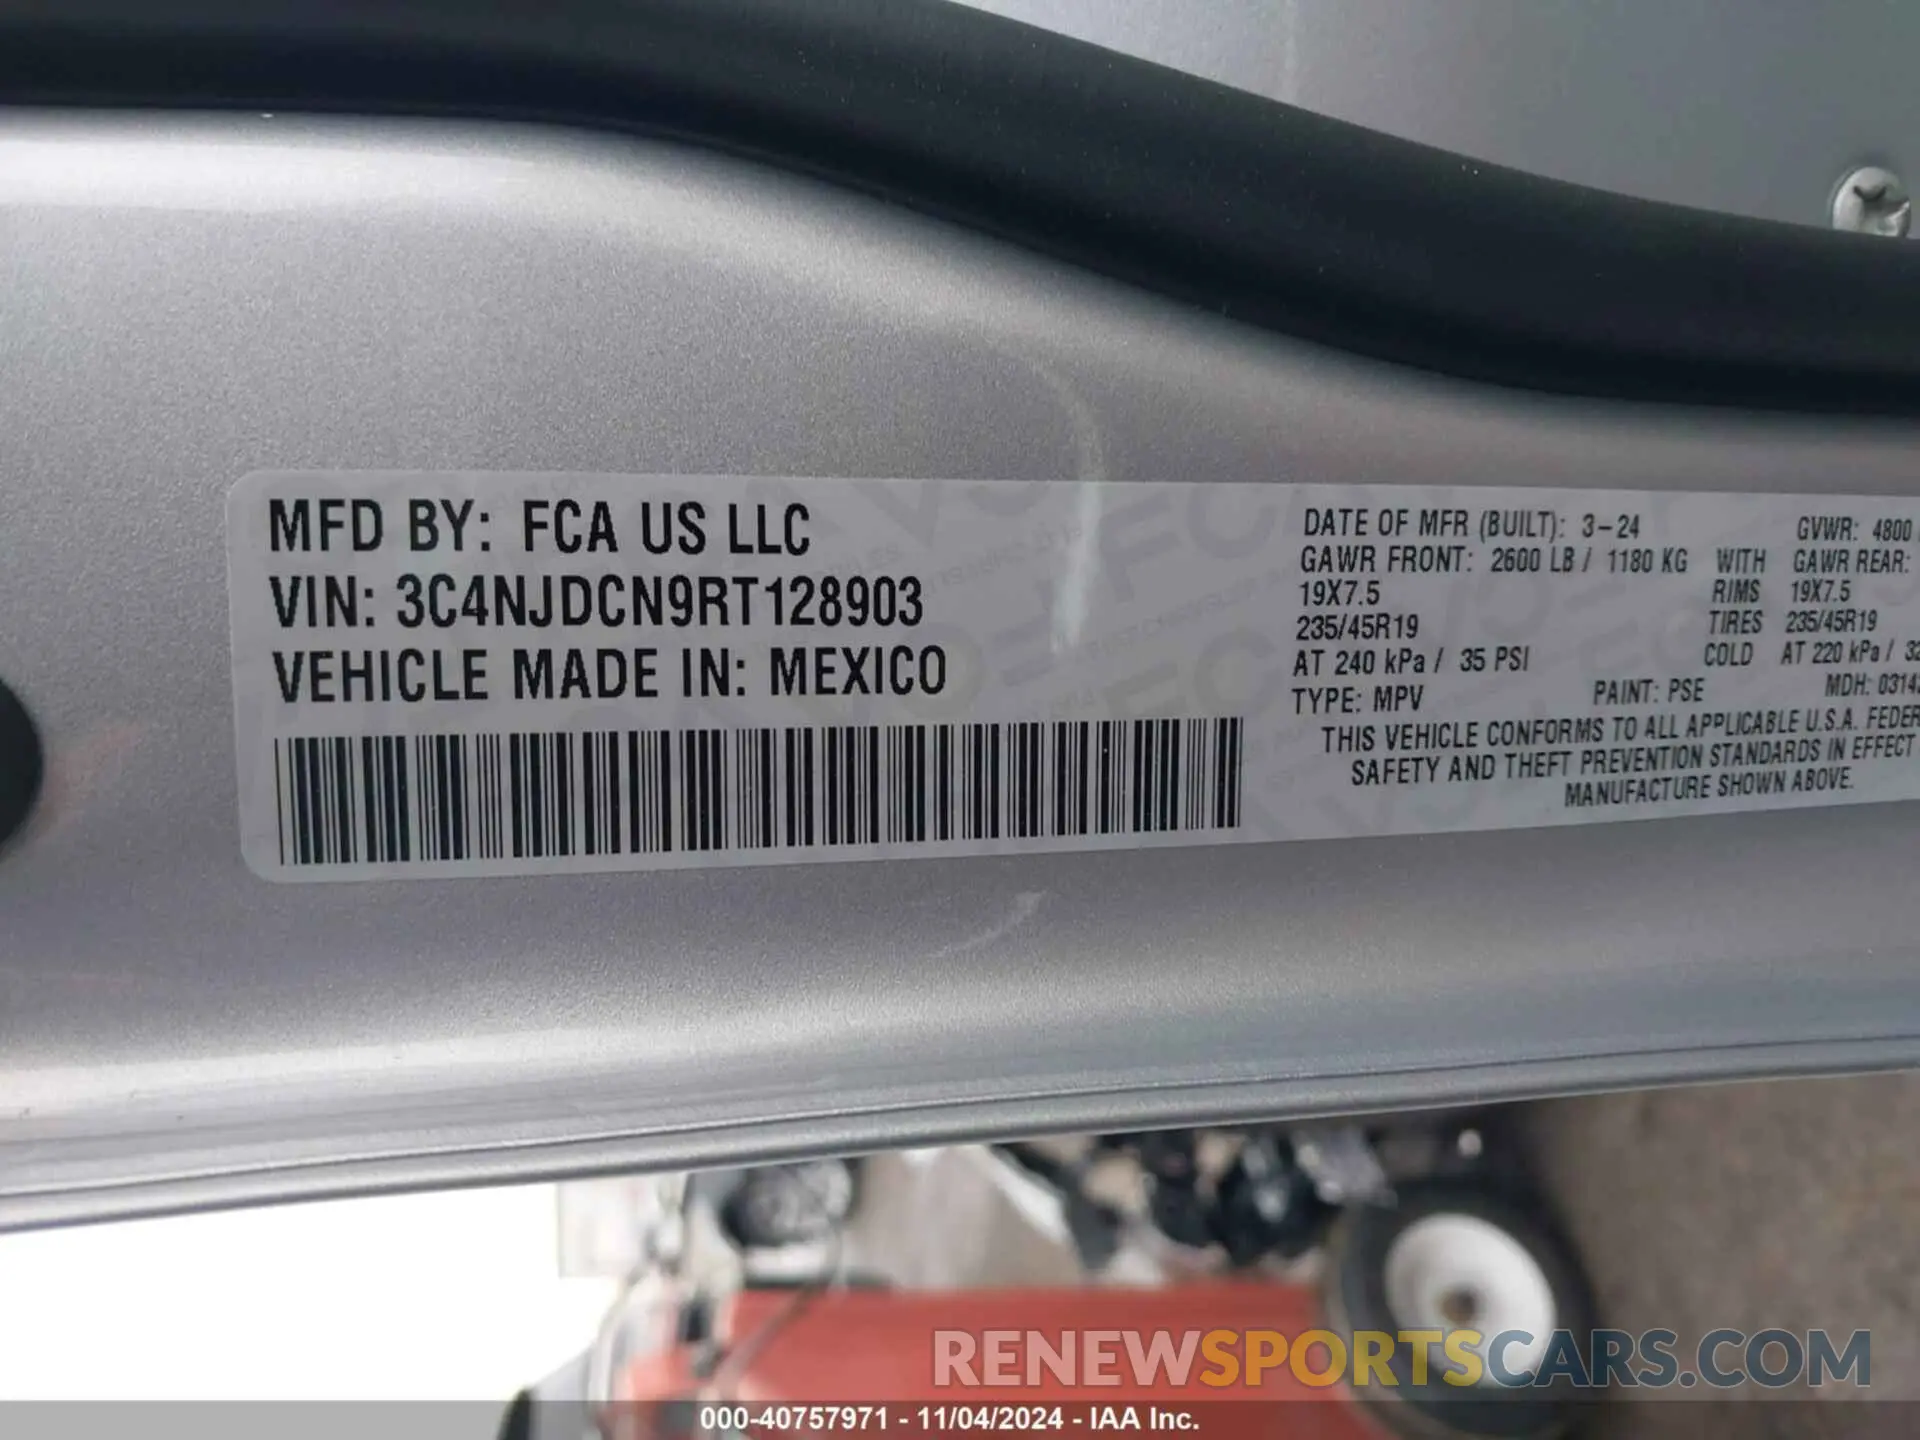 MFD BY: FCA US LLC
VIN: 3C4NJDCN9RT128903
VEHICLE MADE IN: MEXICO
DATE OF MFR (BUILT): 3-24 GVWR: 4800
GAWR FRONT: 2600 LB / 1180 KG WITH GAWR REAR:
19X7.5 RIMS 19X7.5
235/45R19 TIRES 235/45R19
AT 240 kPa / 35 PSI COLD AT 220 kPa / 32
TYPE: MPV PAINT: PSE MDH: 0314
THIS VEHICLE CONFORMS TO ALL APPLICABLE U.S.A. FEDER
SAFETY AND THEFT PREVENTION STANDARDS IN EFFECT
MANUFACTURE SHOWN ABOVE.
RENEWSPORTSCARS.COM
000-40757971 - 11/04/2024 - IAA Inc.